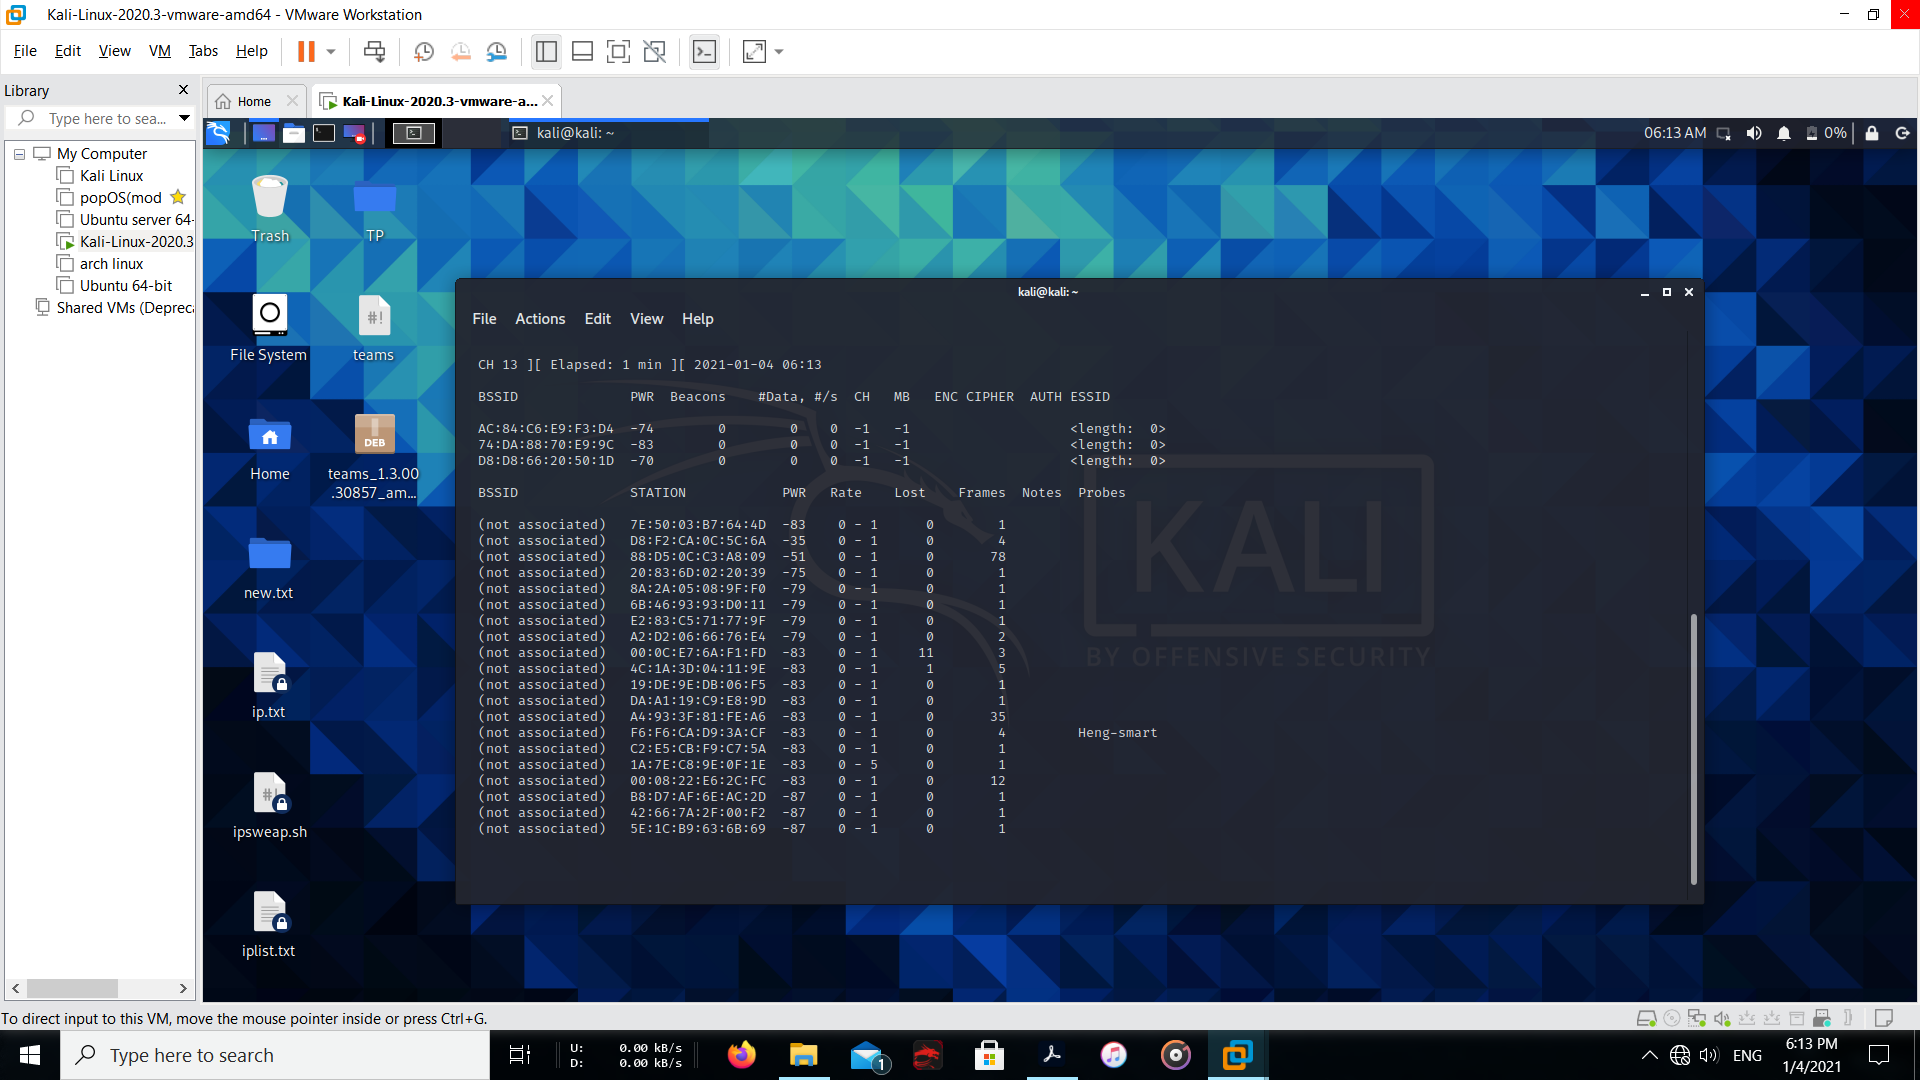 Kali-Linux-2020.3-vmware-amd64 - VMware Workstation
File Edit View VM Tabs Help
Library
Type here to sea...
My Computer
Kali Linux
popOS(mod
Ubuntu server 64-
Kali-Linux-2020.3
arch linux
Ubuntu 64-bit
Shared VMs (Depreca
Home
Kali-Linux-2020.3-vmware-a...
kali@kali: ~
06:13 AM
0%
Trash
TP
File System
teams
Home
teams_1.3.00
.30857_am...
DEB
new.txt
ip.txt
ipsweap.sh
iplist.txt
kali@kali: ~
File Actions Edit View Help
CH 13 ][ Elapsed: 1 min ][ 2021-01-04 06:13
BSSID PWR Beacons #Data, #/s CH MB ENC CIPHER AUTH ESSID
AC:84:C6:E9:F3:D4 -74 0 0 0 -1 -1 <length: 0>
74:DA:88:70:E9:9C -83 0 0 0 -1 -1 <length: 0>
D8:D8:66:20:50:1D -70 0 0 0 -1 -1 <length: 0>
BSSID STATION PWR Rate Lost Frames Notes Probes
(not associated) 7E:50:03:B7:64:4D -83 0 - 1 0 1
(not associated) D8:F2:CA:0C:5C:6A -35 0 - 1 0 4
(not associated) 88:D5:0C:C3:A8:09 -51 0 - 1 0 78
(not associated) 20:83:6D:02:20:39 -75 0 - 1 0 1
(not associated) 8A:2A:05:08:9F:F0 -79 0 - 1 0 1
(not associated) 6B:46:93:93:D0:11 -79 0 - 1 0 1
(not associated) E2:83:C5:71:77:9F -79 0 - 1 0 1
(not associated) A2:D2:06:66:76:E4 -79 0 - 1 0 2
(not associated) 00:0C:E7:6A:F1:FD -83 0 - 1 11 3
(not associated) 4C:1A:3D:04:11:9E -83 0 - 1 1 5
(not associated) 19:DE:9E:DB:06:F5 -83 0 - 1 0 1
(not associated) DA:A1:19:C9:E8:9D -83 0 - 1 0 1
(not associated) A4:93:3F:81:FE:A6 -83 0 - 1 0 35
(not associated) F6:F6:CA:D9:3A:CF -83 0 - 1 0 4 Heng-smart
(not associated) C2:E5:CB:F9:C7:5A -83 0 - 1 0 1
(not associated) 1A:7E:C8:9E:0F:1E -83 0 - 5 0 1
(not associated) 00:08:22:E6:2C:FC -83 0 - 1 0 12
(not associated) B8:D7:AF:6E:AC:2D -87 0 - 1 0 1
(not associated) 42:66:7A:2F:00:F2 -87 0 - 1 0 1
(not associated) 5E:1C:B9:63:6B:69 -87 0 - 1 0 1
KALI
BY OFFENSIVE SECURITY
To direct input to this VM, move the mouse pointer inside or press Ctrl+G.
Type here to search
U: 0.00 kB/s
D: 0.00 kB/s
1
ENG
6:13 PM
1/4/2021